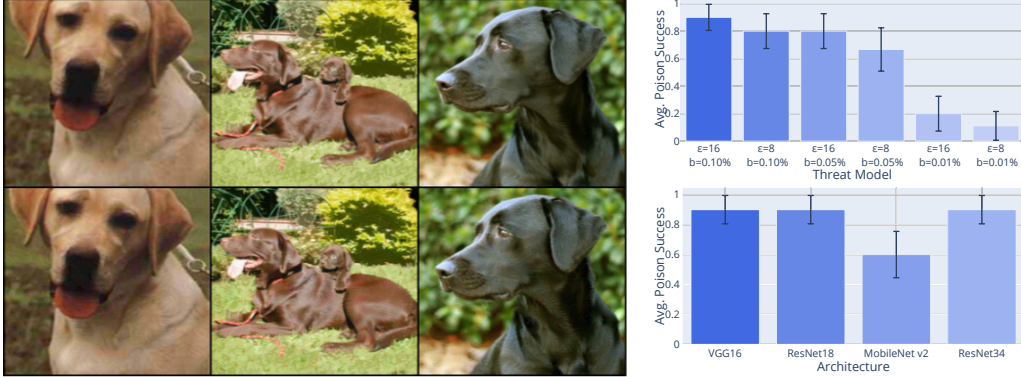 Avg. Poison Success
1
0.8
0.6
0.4
0.2
0
ε=16 ε=8 ε=16 ε=8 ε=16 ε=8
b=0.10% b=0.10% b=0.05% b=0.05% b=0.01% b=0.01%
Threat Model
Avg. Poison Success
1
0.8
0.6
0.4
0.2
0
VGG16 ResNet18 MobileNet v2 ResNet34
Architecture